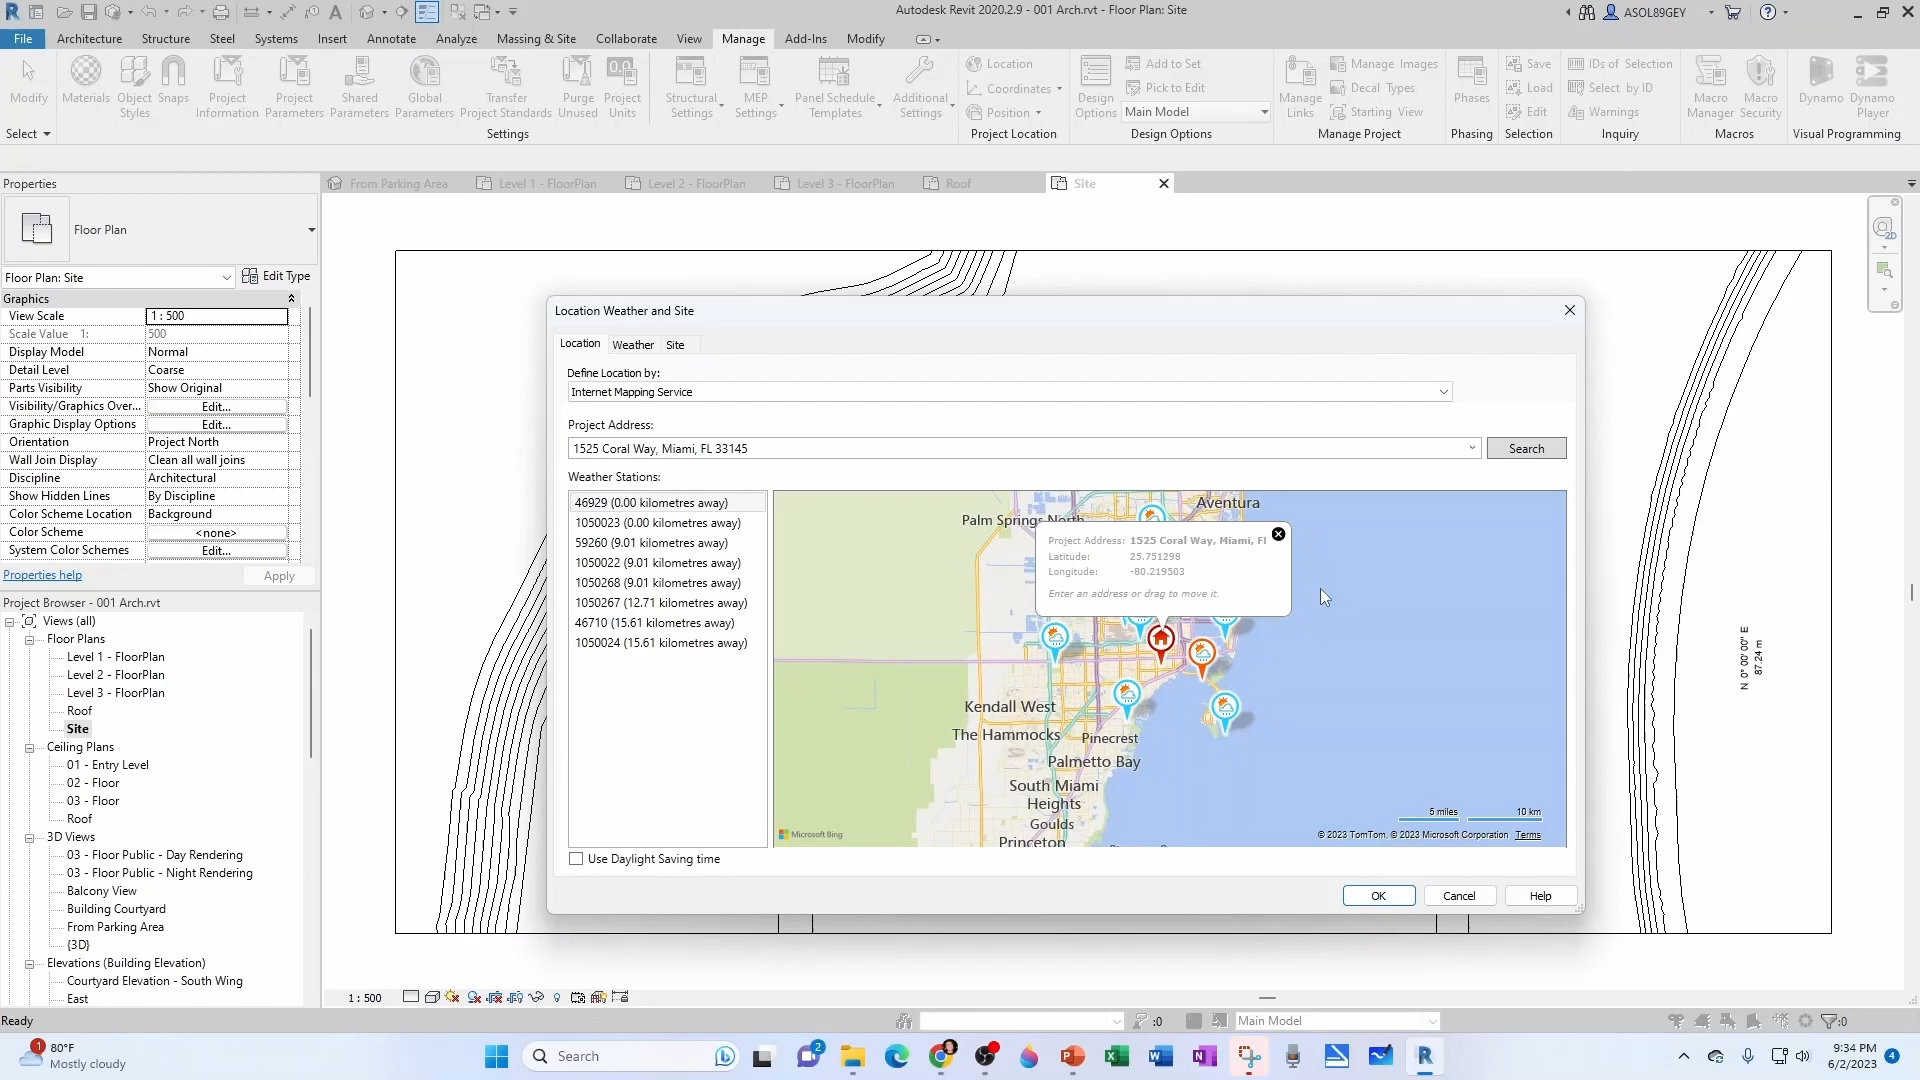 Autodesk Revit 2020.2.9 - 001 Arch.rvt - Floor Plan: Site
ASOL89GEY
File Architecture Structure Steel Systems Insert Annotate Analyze Massing & Site Collaborate View Manage Add-Ins Modify
Modify
Materials
Object Styles
Snaps
Project Information
Project Parameters
Shared Parameters
Global Parameters
Transfer Project Standards
Purge Unused
Project Units
Structural Settings
MEP Settings
Panel Schedule Templates
Additional Settings
Location
Coordinates
Position
Design Options
Add to Set
Pick to Edit
Main Model
Manage Links
Manage Images
Decal Types
Starting View
Phases
Save
Load
Edit
IDs of Selection
Select by ID
Warnings
Macro Manager
Macro Security
Dynamo
Dynamo Player
Select Settings Project Location Design Options Manage Project Phasing Selection Inquiry Macros Visual Programming
Properties
From Parking Area Level 1 - FloorPlan Level 2 - FloorPlan Level 3 - FloorPlan Roof Site
Floor Plan
Floor Plan: Site Edit Type
Graphics
View Scale 1 : 500
Scale Value 1: 500
Display Model Normal
Detail Level Coarse
Parts Visibility Show Original
Visibility/Graphics Over... Edit...
Graphic Display Options Edit...
Orientation Project North
Wall Join Display Clean all wall joins
Discipline Architectural
Show Hidden Lines By Discipline
Color Scheme Location Background
Color Scheme <none>
System Color Schemes Edit...
Properties help Apply
Project Browser - 001 Arch.rvt
Views (all)
Floor Plans
Level 1 - FloorPlan
Level 2 - FloorPlan
Level 3 - FloorPlan
Roof
Site
Ceiling Plans
01 - Entry Level
02 - Floor
03 - Floor
Roof
3D Views
03 - Floor Public - Day Rendering
03 - Floor Public - Night Rendering
Balcony View
Building Courtyard
From Parking Area
{3D}
Elevations (Building Elevation)
Courtyard Elevation - South Wing
East
Location Weather and Site
Location Weather Site
Define Location by:
Internet Mapping Service
Project Address:
1525 Coral Way, Miami, FL 33145
Search
Weather Stations:
46929 (0.00 kilometres away)
1050023 (0.00 kilometres away)
59260 (9.01 kilometres away)
1050022 (9.01 kilometres away)
1050268 (9.01 kilometres away)
1050267 (12.71 kilometres away)
46710 (15.61 kilometres away)
1050024 (15.61 kilometres away)
Aventura
Palm Springs North
Project Address: 1525 Coral Way, Miami, Fl
Latitude: 25.751298
Longitude: -80.219503
Enter an address or drag to move it.
Kendall West
The Hammocks
Pinecrest
Palmetto Bay
South Miami
Heights
Goulds
Princeton
5 miles 10 km
Microsoft Bing
© 2023 TomTom, © 2023 Microsoft Corporation Terms
Use Daylight Saving time
OK Cancel Help
N 0° 00' 00" E
87.24 m
2D
1 : 500
Ready
:0
Main Model
:0
80°F
Mostly cloudy
1
Search
2
9:34 PM
6/2/2023
4